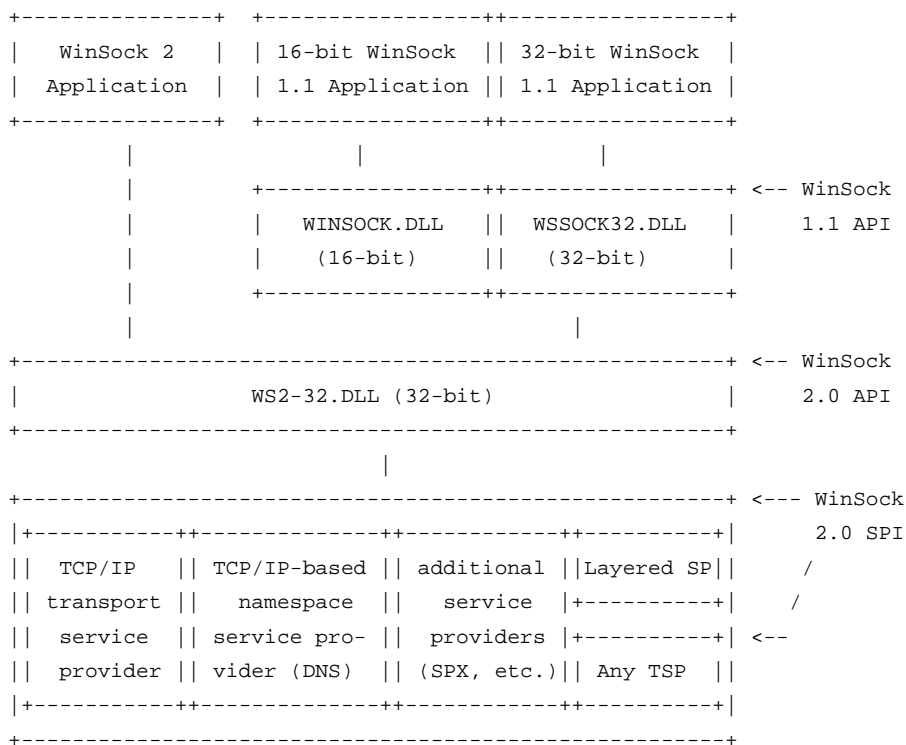 WinSock 2 16-bit WinSock 32-bit WinSock
Application 1.1 Application 1.1 Application
<-- WinSock
WINSOCK.DLL WSSOCK32.DLL 1.1 API
(16-bit) (32-bit)
<-- WinSock
WS2-32.DLL (32-bit) 2.0 API
<--- WinSock
2.0 SPI
TCP/IP TCP/IP-based additional Layered SP
transport namespace service
service service pro- providers <--
provider vider (DNS) (SPX, etc.) Any TSP